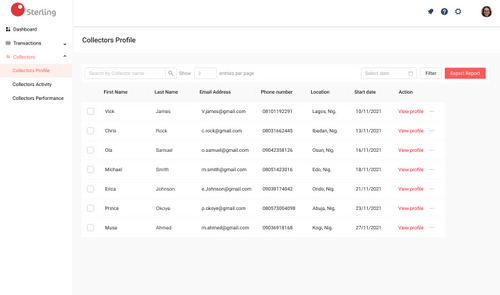 Sterling
Dashboard
Transactions
Collectors
Collectors Profile
Collectors Activity
Collectors Performance
Collectors Profile
Search by Collector name Show 3 entries per page Select date Filter Export Report
First Name Last Name Email Address Phone number Location Start date Action
Vick James V.james@gmail.com 08101192291 Lagos, Nig. 10/11/2021 View profile ...
Chris Rock c.rock@gmail.com 08031662445 Ibadan, Nig. 13/11/2021 View profile ...
Ola Samuel o.samuel@gmail.com 09042358126 Osun, Nig. 16/11/2021 View profile ...
Michael Smith m.smith@gmail.com 08051423016 Edo, Nig. 18/11/2021 View profile ...
Erica Johnson e.Johnson@gmail.com 09038174042 Ondo, Nig. 21/11/2021 View profile ...
Prince Okoye p.okoye@gmail.com 080573004098 Abuja, Nig. 23/11/2021 View profile ...
Musa Ahmed m.ahmed@gmail.com 09036918168 Kogi, Nig. 27/11/2021 View profile ...